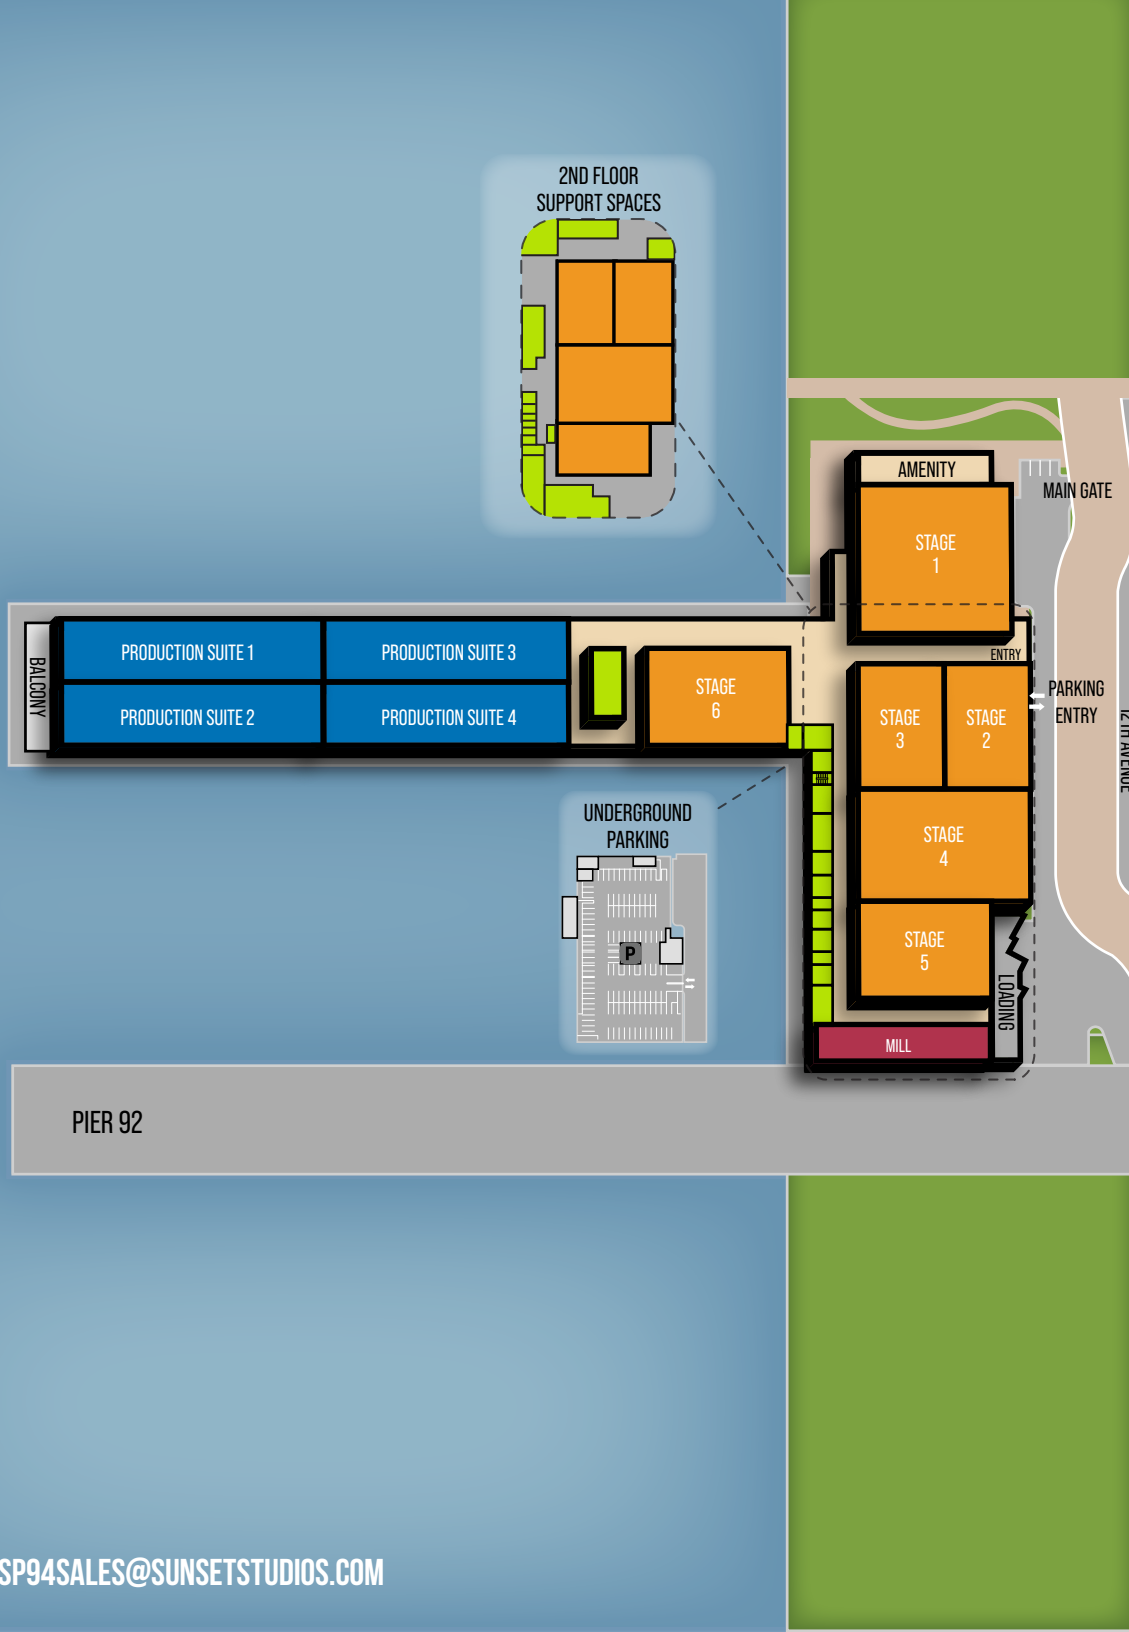 2ND FLOOR
SUPPORT SPACES
AMENITY
MAIN GATE
STAGE
1
ENTRY
PARKING
ENTRY
12TH AVENUE
BALCONY
PRODUCTION SUITE 1
PRODUCTION SUITE 3
PRODUCTION SUITE 2
PRODUCTION SUITE 4
STAGE
6
STAGE
3
STAGE
2
STAGE
4
UNDERGROUND
PARKING
P
STAGE
5
LOADING
MILL
PIER 92
SP94SALES@SUNSETSTUDIOS.COM